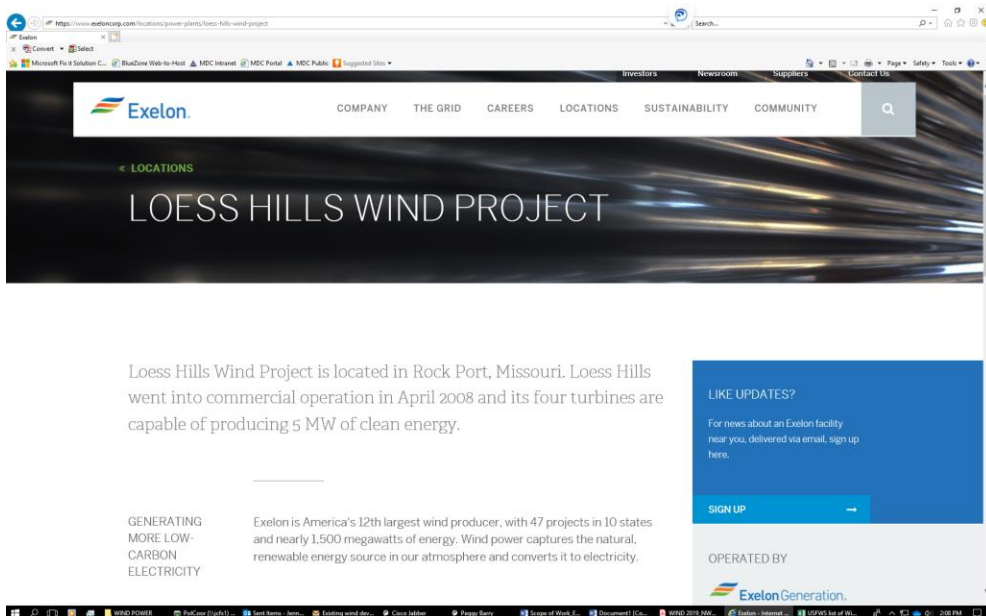 https://www.exeloncorp.com/locations/power-plants/loess-hills-wind-project
Search...
Exelon
x Convert Select
Microsoft Fix it Solution C... BlueZone Web-to-Host MDC Intranet MDC Portal MDC Public Suggested Sites Page Safety Tools
Investors Newsroom Suppliers Contact Us
Exelon. COMPANY THE GRID CAREERS LOCATIONS SUSTAINABILITY COMMUNITY
« LOCATIONS
LOESS HILLS WIND PROJECT
Loess Hills Wind Project is located in Rock Port, Missouri. Loess Hills
went into commercial operation in April 2008 and its four turbines are
capable of producing 5 MW of clean energy.
LIKE UPDATES?
For news about an Exelon facility
near you, delivered via email, sign up
here.
SIGN UP →
GENERATING
MORE LOW-
CARBON
ELECTRICITY
Exelon is America's 12th largest wind producer, with 47 projects in 10 states
and nearly 1,500 megawatts of energy. Wind power captures the natural,
renewable energy source in our atmosphere and converts it to electricity.
OPERATED BY
Exelon Generation.
WIND POWER PolCoor (\\pfs1) ... Sent Items - Jenn... Existing wind dev... Cisco Jabber Peggy Barry Scope of Work_E... Document1 [Co... WIND 2019_NW... Exelon - Internet ... USFWS list of Wi... 2:08 PM